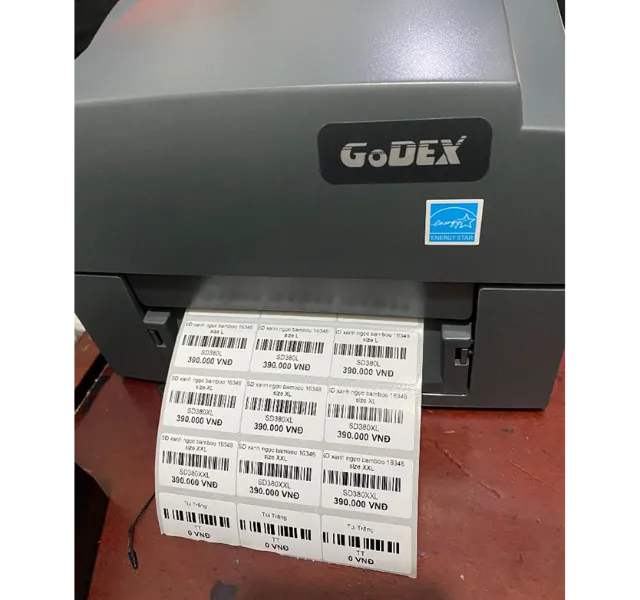 GoDEX
energy
ENERGY STAR
SD xanh ngọc bamboo 16346
size L
SD380L
390.000 VNĐ
SD xanh ngọc bamboo 16346
size L
SD380L
390.000 VNĐ
SD xanh ngọc bamboo 16346
size L
SD380L
390.000 VNĐ
SD xanh ngọc bamboo 16346
size XL
SD380XL
390.000 VNĐ
SD xanh ngọc bamboo 16346
size XL
SD380XL
390.000 VNĐ
SD xanh ngọc bamboo 16346
size XL
SD380XL
390.000 VNĐ
SD xanh ngọc bamboo 16346
size XXL
SD380XXL
390.000 VNĐ
SD xanh ngọc bamboo 16346
size XXL
SD380XXL
390.000 VNĐ
SD xanh ngọc bamboo 16346
size XXL
SD380XXL
390.000 VNĐ
Túi Trắng
TT
0 VNĐ
Túi Trắng
TT
0 VNĐ
Túi Trắng
TT
0 VNĐ